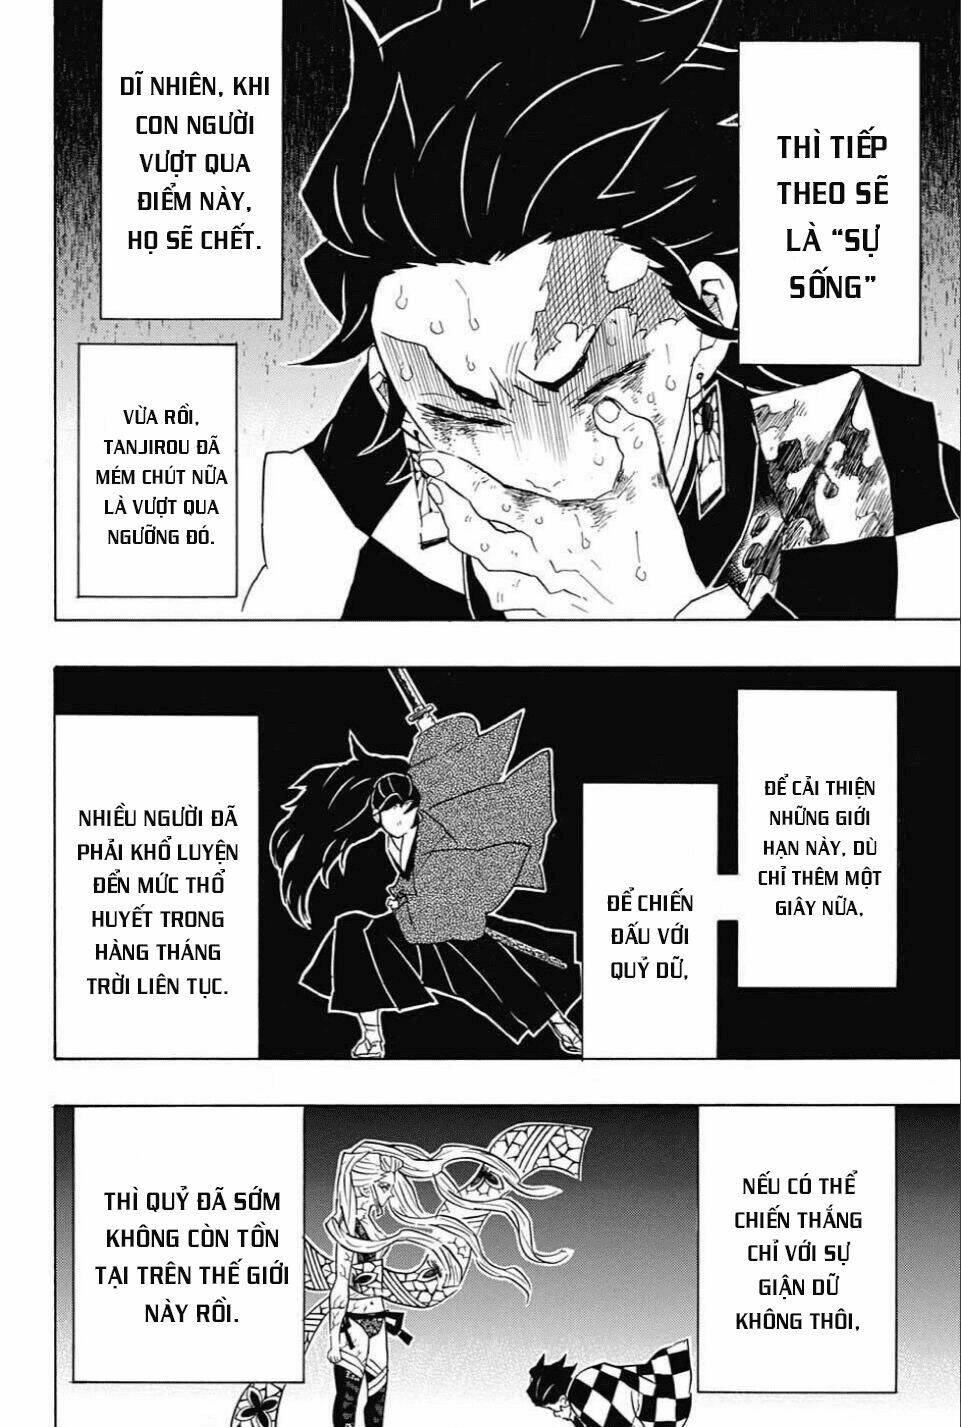 THÌ TIẾP
THEO SẼ
LÀ “SỰ
SỐNG”
DĨ NHIÊN, KHI
CON NGƯỜI
VƯỢT QUA
ĐIỂM NÀY,
HỌ SẼ CHẾT.
VỪA RỒI,
TANJIROU ĐÃ
MÉM CHÚT NỮA
LÀ VƯỢT QUA
NGƯỠNG ĐÓ.
ĐỂ CẢI THIỆN
NHỮNG GIỚI
HẠN NÀY, DÙ
CHỈ THÊM MỘT
GIÂY NỮA,
ĐỂ CHIẾN
ĐẤU VỚI
QUỶ DỮ,
NHIỀU NGƯỜI ĐÃ
PHẢI KHỔ LUYỆN
ĐẾN MỨC THỔ
HUYẾT TRONG
HÀNG THÁNG
TRỜI LIÊN TỤC.
NẾU CÓ THỂ
CHIẾN THẮNG
CHỈ VỚI SỰ
GIẬN DỮ
KHÔNG THÔI,
THÌ QUỶ ĐÃ SỚM
KHÔNG CÒN TỒN
TẠI TRÊN THẾ GIỚI
NÀY RỒI.